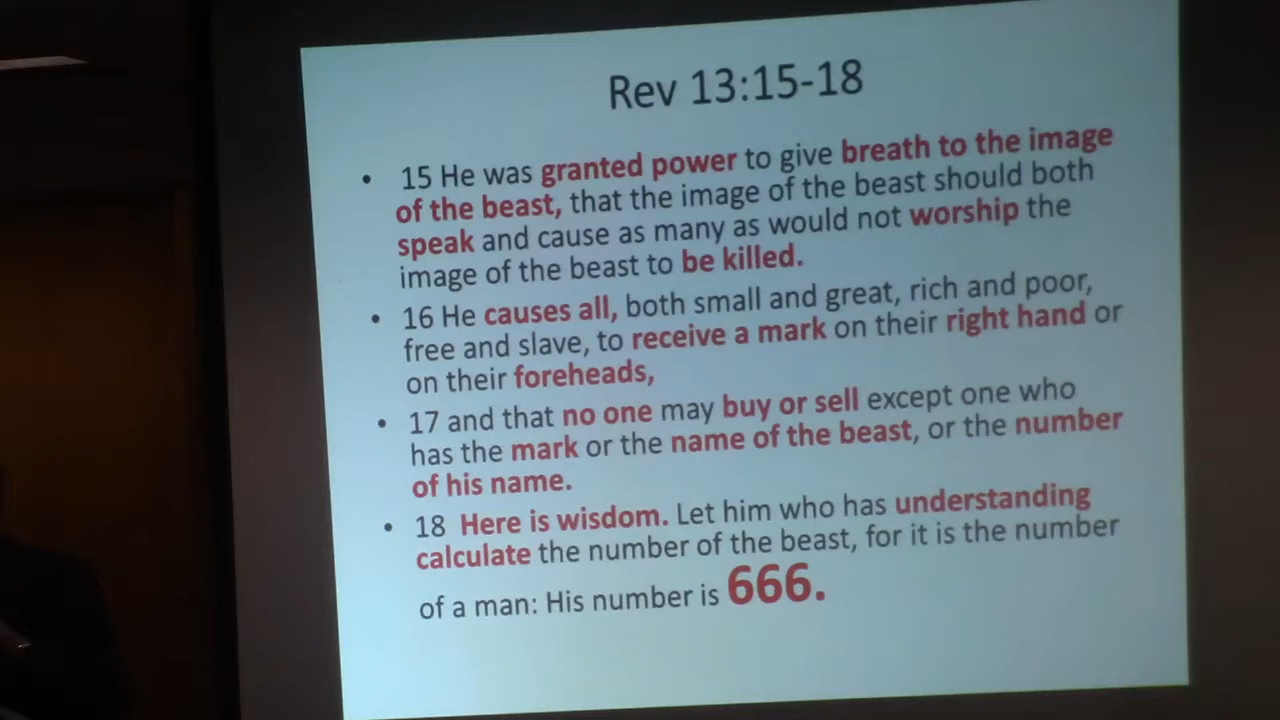 Rev 13:15-18
• 15 He was granted power to give breath to the image
of the beast, that the image of the beast should both
speak and cause as many as would not worship the
image of the beast to be killed.
• 16 He causes all, both small and great, rich and poor,
free and slave, to receive a mark on their right hand or
on their foreheads,
• 17 and that no one may buy or sell except one who
has the mark or the name of the beast, or the number
of his name.
• 18 Here is wisdom. Let him who has understanding
calculate the number of the beast, for it is the number
of a man: His number is 666.